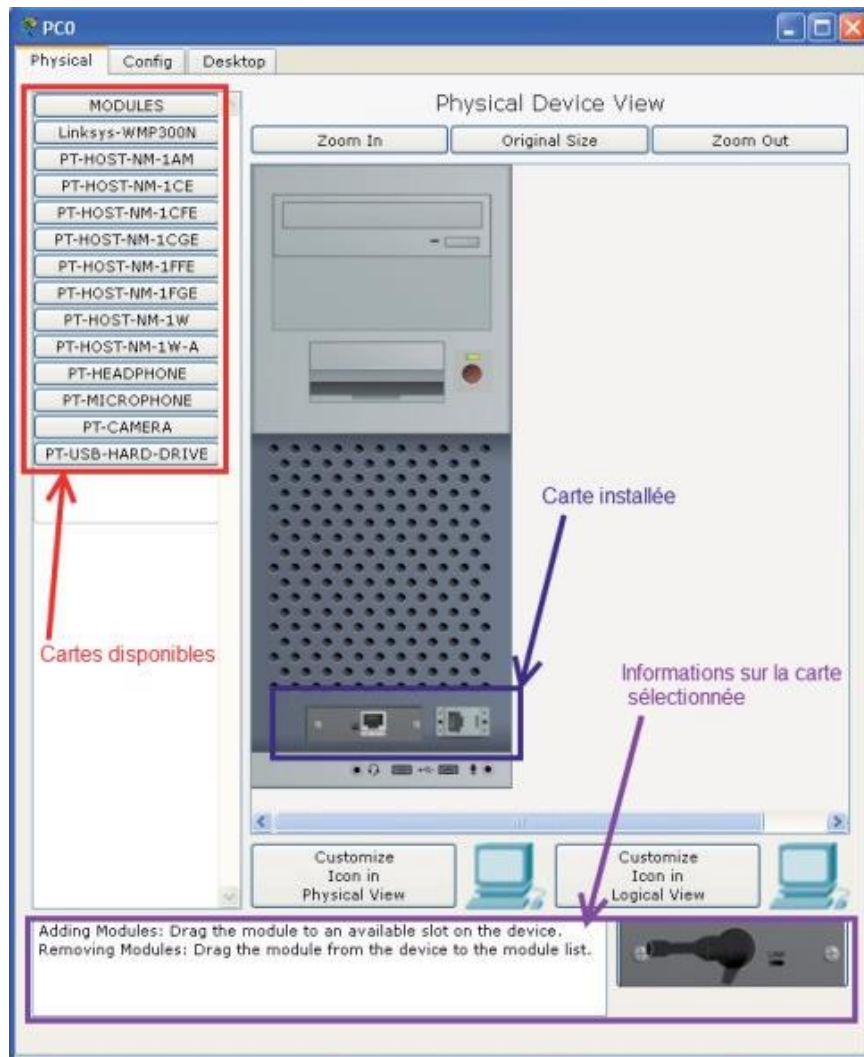 PC0
Physical Config Desktop
MODULES
Linksys-WMP300N
PT-HOST-NM-1AM
PT-HOST-NM-1CE
PT-HOST-NM-1CFE
PT-HOST-NM-1CGE
PT-HOST-NM-1FFE
PT-HOST-NM-1FGE
PT-HOST-NM-1W
PT-HOST-NM-1W-A
PT-HEADPHONE
PT-MICROPHONE
PT-CAMERA
PT-USB-HARD-DRIVE
Cartes disponibles
Physical Device View
Zoom In Original Size Zoom Out
Carte installée
Informations sur la carte
sélectionnée
Customize
Icon in
Physical View
Customize
Icon in
Logical View
Adding Modules: Drag the module to an available slot on the device.
Removing Modules: Drag the module from the device to the module list.